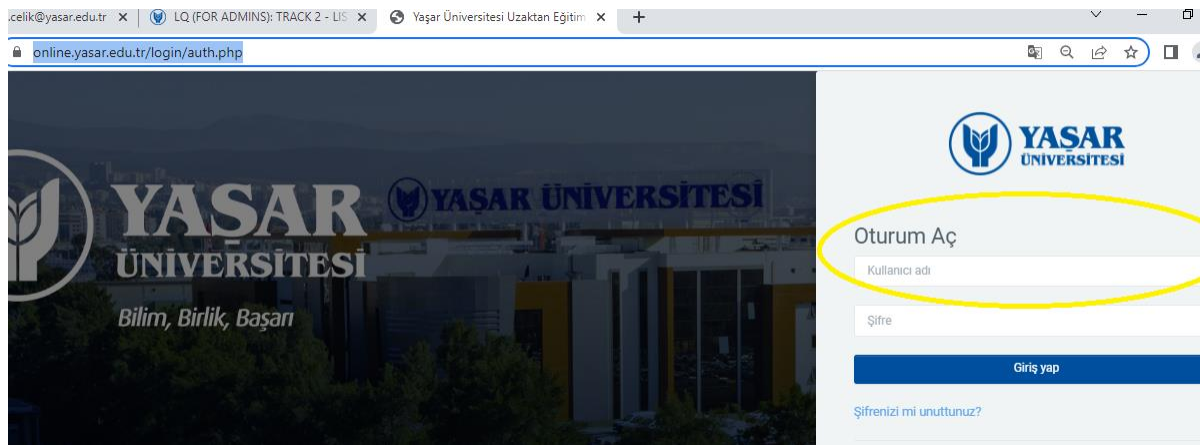 .celik@yasar.edu.tr
LQ (FOR ADMINS): TRACK 2 - LIS
Yaşar Üniversitesi Uzaktan Eğitim
online.yasar.edu.tr/login/auth.php
YAŞAR
ÜNİVERSİTESİ
Bilim, Birlik, Başarı
YAŞAR ÜNİVERSİTESİ
YAŞAR
ÜNİVERSİTESİ
Oturum Aç
Kullanıcı adı
Şifre
Giriş yap
Şifrenizi mi unuttunuz?